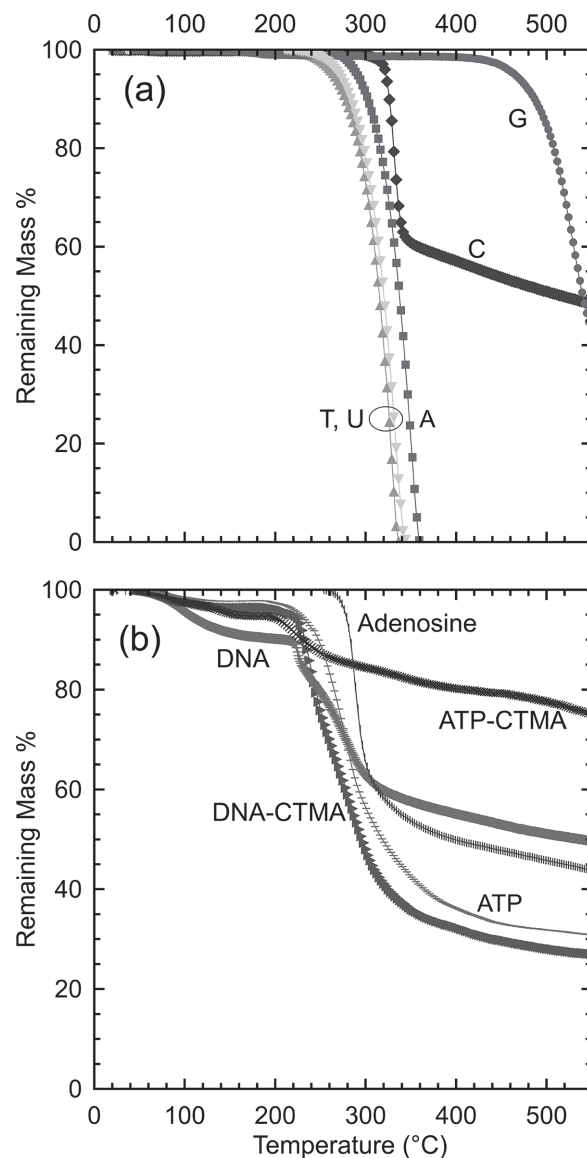 0 100 200 300 400 500
100
(a)
G
80
C
60
Remaining Mass %
40
T, U A
20
0
100
(b)
Adenosine
DNA
80
ATP-CTMA
DNA-CTMA
60
Remaining Mass %
40
ATP
20
0
0 100 200 300 400 500
Temperature (°C)